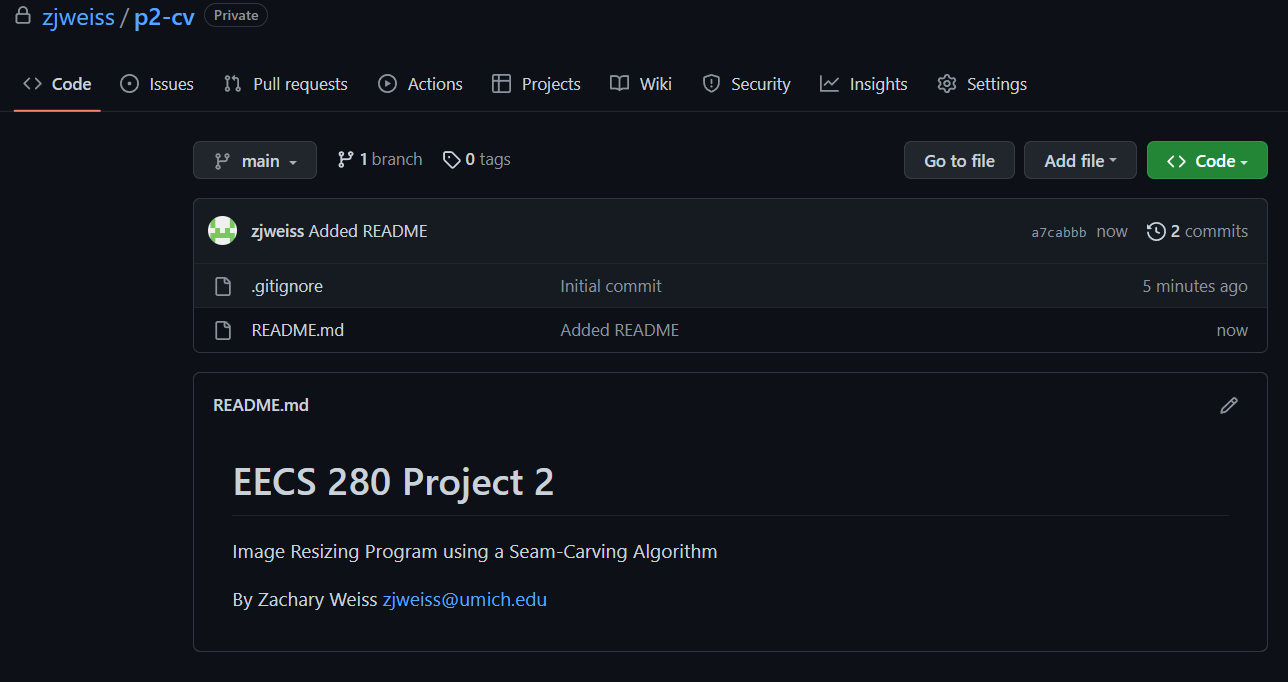 zjweiss / p2-cv Private
Code Issues Pull requests Actions Projects Wiki Security Insights Settings
main 1 branch 0 tags Go to file Add file Code
zjweiss Added README a7cabbb now 2 commits
.gitignore Initial commit 5 minutes ago
README.md Added README now
README.md
EECS 280 Project 2
Image Resizing Program using a Seam-Carving Algorithm
By Zachary Weiss zjweiss@umich.edu